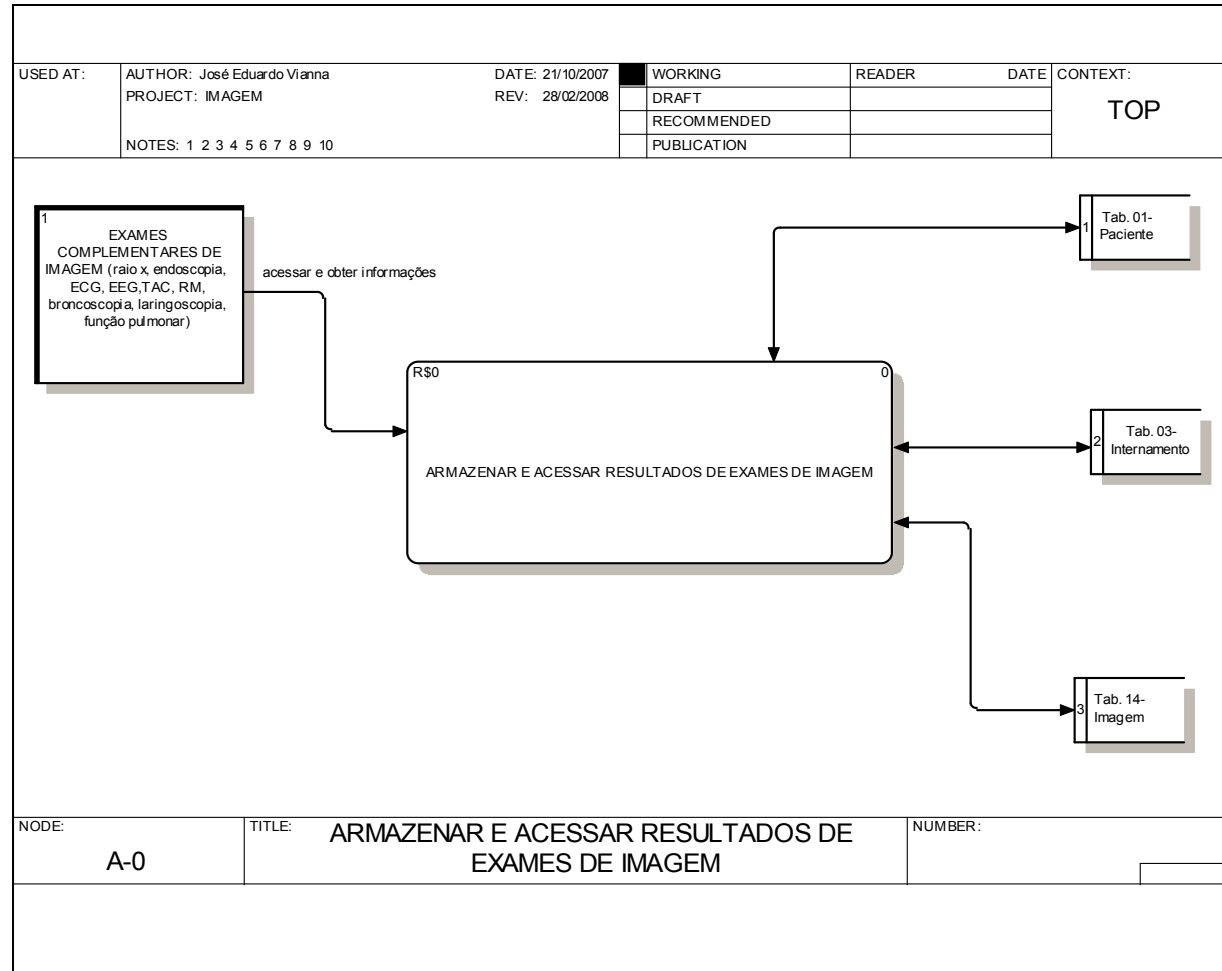 USED AT:
AUTHOR: José Eduardo Vianna
DATE: 21/10/2007
PROJECT: IMAGEM
REV: 28/02/2008
NOTES: 1 2 3 4 5 6 7 8 9 10
WORKING
DRAFT
RECOMMENDED
PUBLICATION
READER
DATE
CONTEXT:
TOP
1
EXAMES
COMPLEMENTARES DE
IMAGEM (raio x, endoscopia,
ECG, EEG,TAC, RM,
broncoscopia, laringoscopia,
função pulmonar)
acessar e obter informações
1
Tab. 01-
Paciente
R$0
0
ARMAZENAR E ACESSAR RESULTADOS DE EXAMES DE IMAGEM
2
Tab. 03-
Internamento
3
Tab. 14-
Imagem
NODE:
A-0
TITLE:
ARMAZENAR E ACESSAR RESULTADOS DE
EXAMES DE IMAGEM
NUMBER: